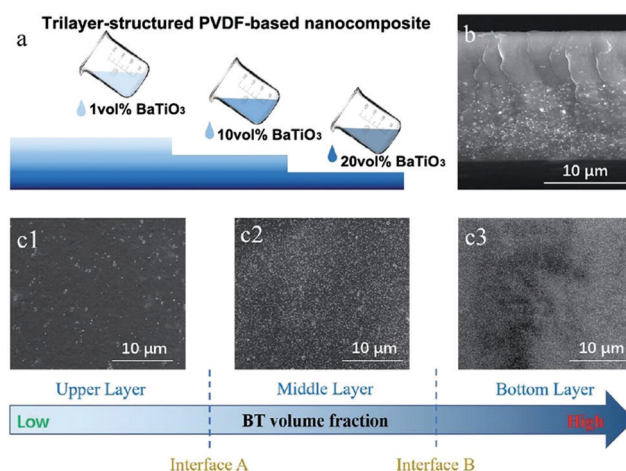 Trilayer-structured PVDF-based nanocomposite
a
1vol% BaTiO₃
10vol% BaTiO₃
20vol% BaTiO₃
b
10 μm
c1
10 μm
c2
10 μm
c3
10 μm
Upper Layer
Middle Layer
Bottom Layer
Low
BT volume fraction
High
Interface A
Interface B